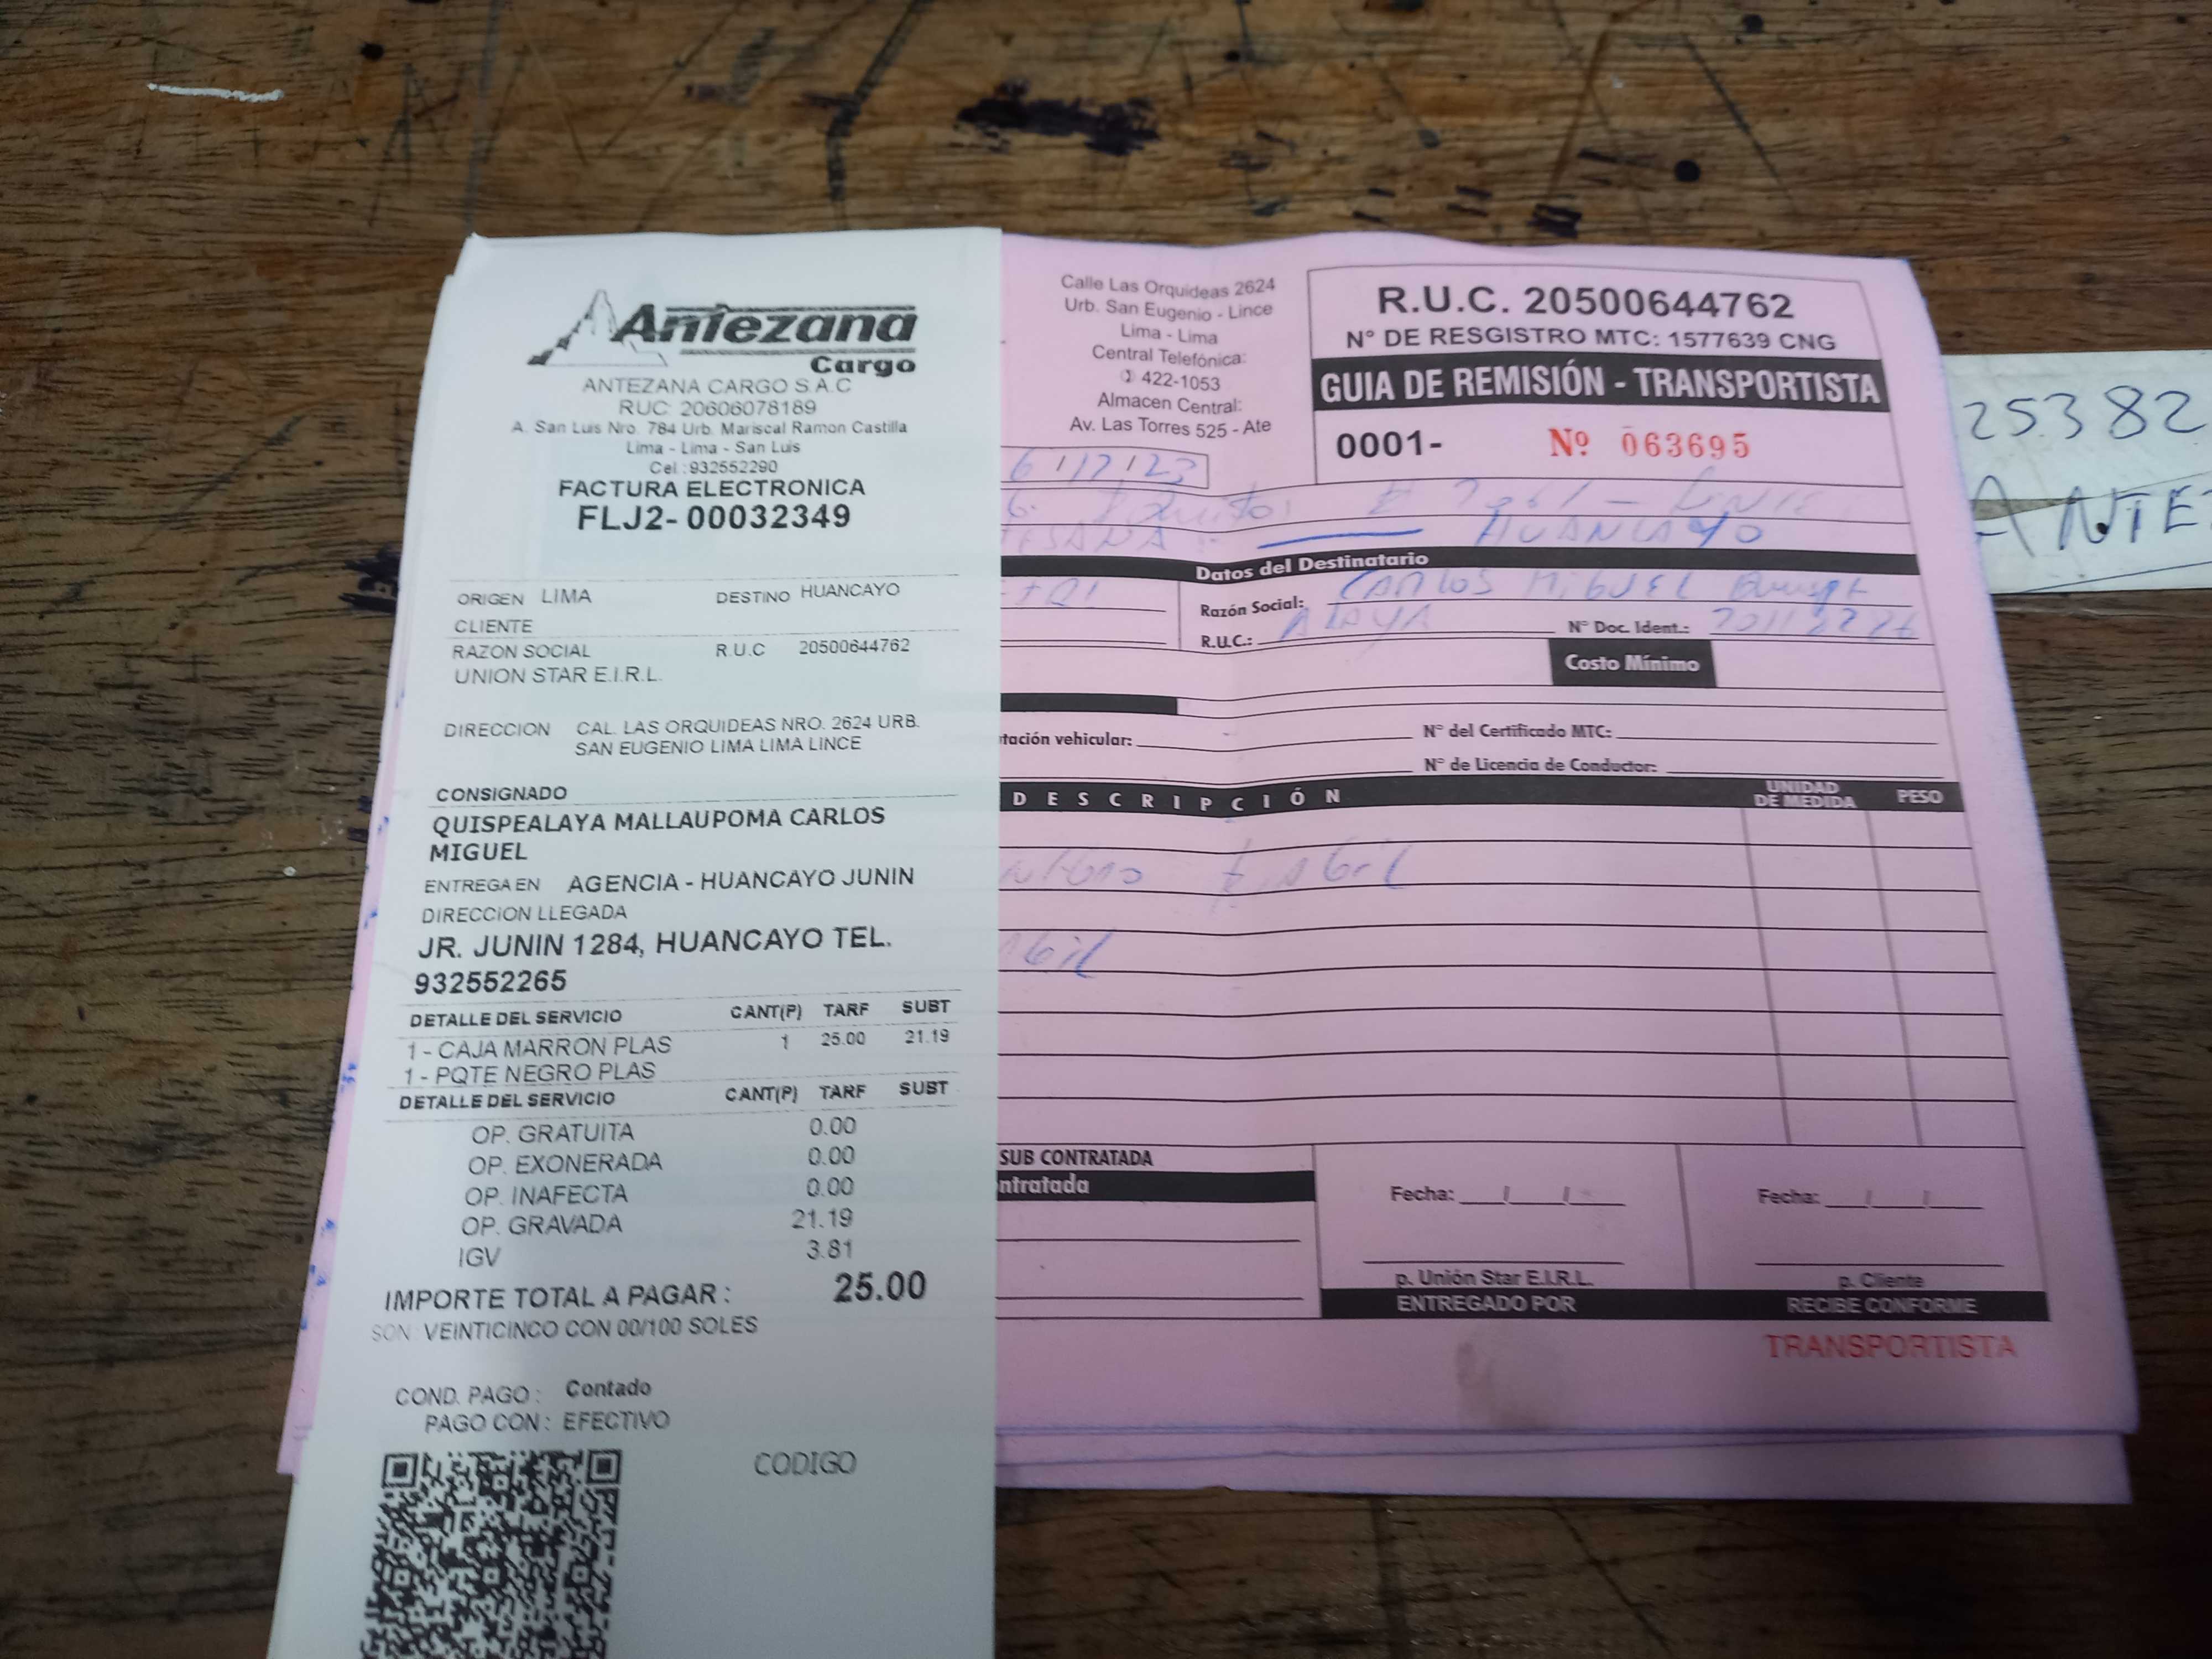 Antezana
Cargo
ANTEZANA CARGO S.A.C
RUC: 20606078189
A. San Luis Nro. 784 Urb. Mariscal Ramon Castilla
Lima - Lima - San Luis
Cel.:932552290
FACTURA ELECTRONICA
FLJ2- 00032349
ORIGEN LIMA DESTINO HUANCAYO
CLIENTE
RAZON SOCIAL R.U.C 20500644762
UNION STAR E.I.R.L.
DIRECCION CAL. LAS ORQUIDEAS NRO. 2624 URB.
SAN EUGENIO LIMA LIMA LINCE
CONSIGNADO
QUISPEALAYA MALLAUPOMA CARLOS
MIGUEL
ENTREGA EN AGENCIA - HUANCAYO JUNIN
DIRECCION LLEGADA
JR. JUNIN 1284, HUANCAYO TEL.
932552265
DETALLE DEL SERVICIO CANT(P) TARF SUBT
1 - CAJA MARRON PLAS 1 25.00 21.19
1 - PQTE NEGRO PLAS
DETALLE DEL SERVICIO CANT(P) TARF SUBT
OP. GRATUITA 0.00
OP. EXONERADA 0.00
OP. INAFECTA 0.00
OP. GRAVADA 21.19
IGV 3.81
IMPORTE TOTAL A PAGAR : 25.00
SON: VEINTICINCO CON 00/100 SOLES
COND. PAGO : Contado
PAGO CON : EFECTIVO
CODIGO
Calle Las Orquideas 2624
Urb. San Eugenio - Lince
Lima - Lima
Central Telefónica:
422-1053
Almacen Central:
Av. Las Torres 525 - Ate
R.U.C. 20500644762
N° DE RESGISTRO MTC: 1577639 CNG
GUIA DE REMISIÓN - TRANSPORTISTA
0001- Nº 063695
HUANCAYO
Datos del Destinatario
Razón Social: CARLOS MIGUEL
R.U.C.: N° Doc. Ident.:
Costo Mínimo
tación vehicular: N° del Certificado MTC:
N° de Licencia de Conductor:
DESCRIPCIÓN UNIDAD DE MEDIDA PESO
SUB CONTRATADA
ntratada
Fecha: / / Fecha: / /
p. Unión Star E.I.R.L. p. Cliente
ENTREGADO POR RECIBE CONFORME
TRANSPORTISTA
25382
ANTE